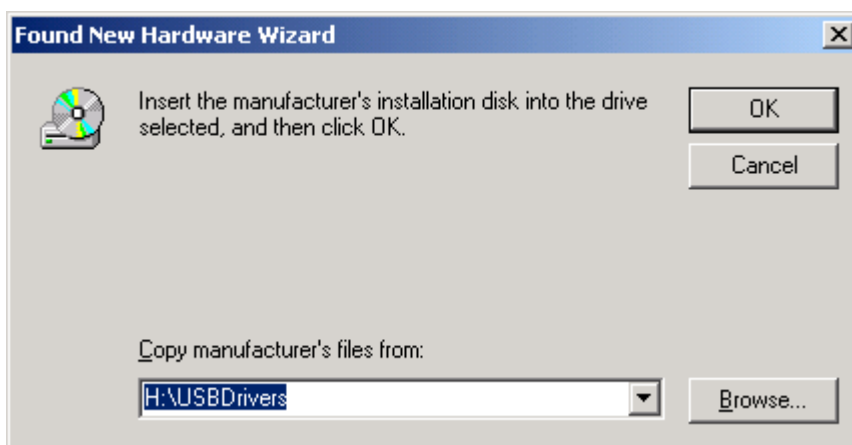 Found New Hardware Wizard
Insert the manufacturer's installation disk into the drive
selected, and then click OK.
OK
Cancel
Copy manufacturer's files from:
H:\USBDrivers
Browse...